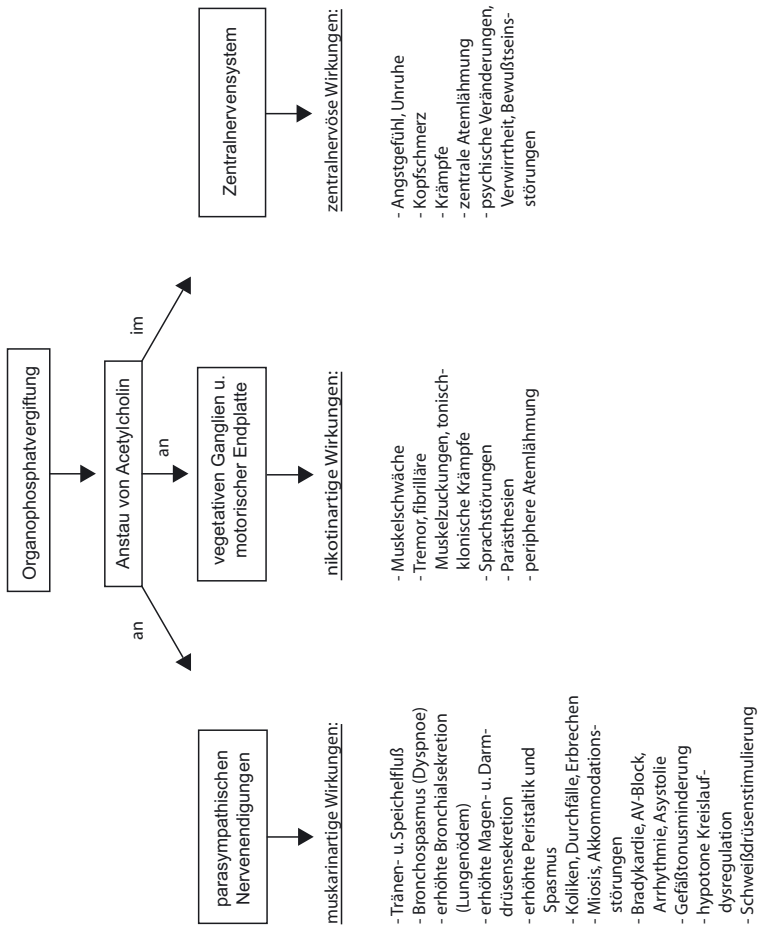 Organophosphatvergiftung
Anstau von Acetylcholin
an
an
im
parasympathischen
Nervenendigungen
muskarinartige Wirkungen:
- Tränen- u. Speichelfluß
- Bronchospasmus (Dyspnoe)
- erhöhte Bronchialsekretion
(Lungenödem)
- erhöhte Magen- u. Darm-
drüsensekretion
- erhöhte Peristaltik und
Spasmus
- Koliken, Durchfälle, Erbrechen
- Miosis, Akkommodations-
störungen
- Bradykardie, AV-Block,
Arrhythmie, Asystolie
- Gefäßtonusminderung
- hypotone Kreislauf-
dysregulation
- Schweißdrüsenstimulierung
vegetativen Ganglien u.
motorischer Endplatte
nikotinartige Wirkungen:
- Muskelschwäche
- Tremor, fibrilläre
Muskelzuckungen, tonisch-
klonische Krämpfe
- Sprachstörungen
- Parästhesien
- periphere Atemlähmung
Zentralnervensystem
zentralnervöse Wirkungen:
- Angstgefühl, Unruhe
- Kopfschmerz
- Krämpfe
- zentrale Atemlähmung
- psychische Veränderungen,
Verwirrtheit, Bewußtseins-
störungen